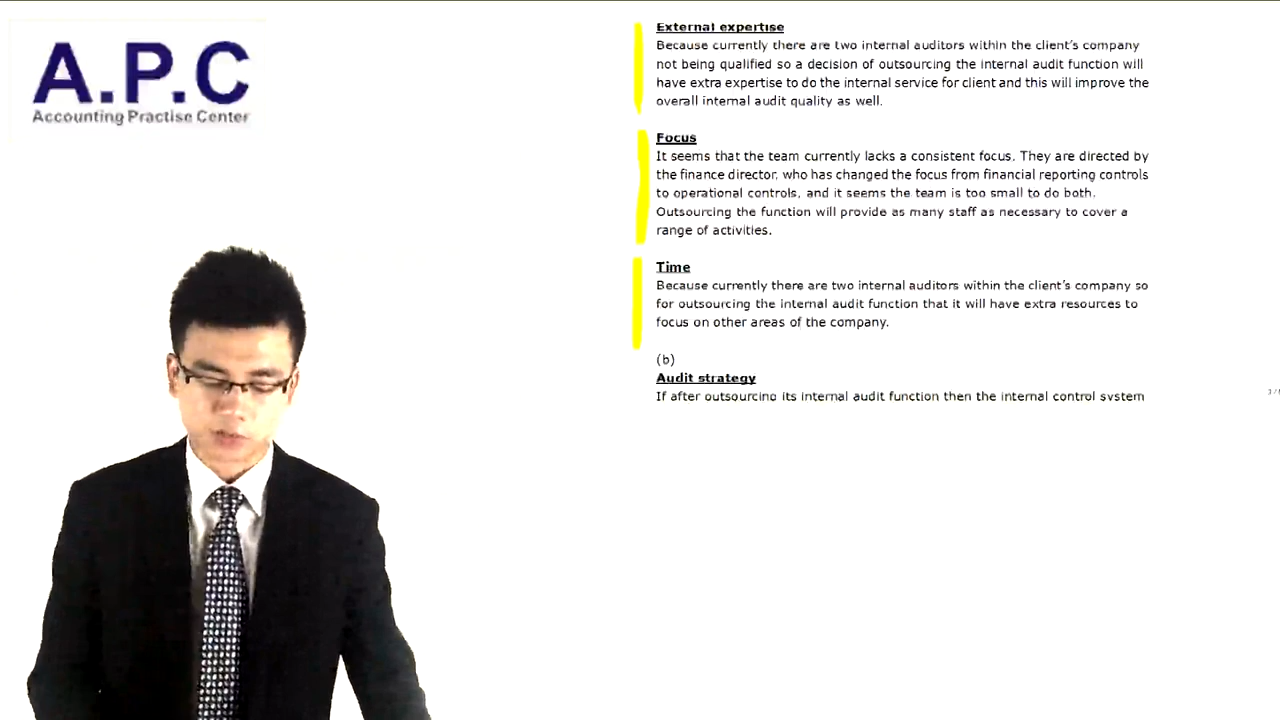 A.P.C
Accounting Practise Center
External expertise
Because currently there are two internal auditors within the client's company
not being qualified so a decision of outsourcing the internal audit function will
have extra expertise to do the internal service for client and this will improve the
overall internal audit quality as well.
Focus
It seems that the team currently lacks a consistent focus. They are directed by
the finance director, who has changed the focus from financial reporting controls
to operational controls, and it seems the team is too small to do both.
Outsourcing the function will provide as many staff as necessary to cover a
range of activities.
Time
Because currently there are two internal auditors within the client's company so
for outsourcing the internal audit function that it will have extra resources to
focus on other areas of the company.
(b)
Audit strategy
If after outsourcing its internal audit function then the internal control system